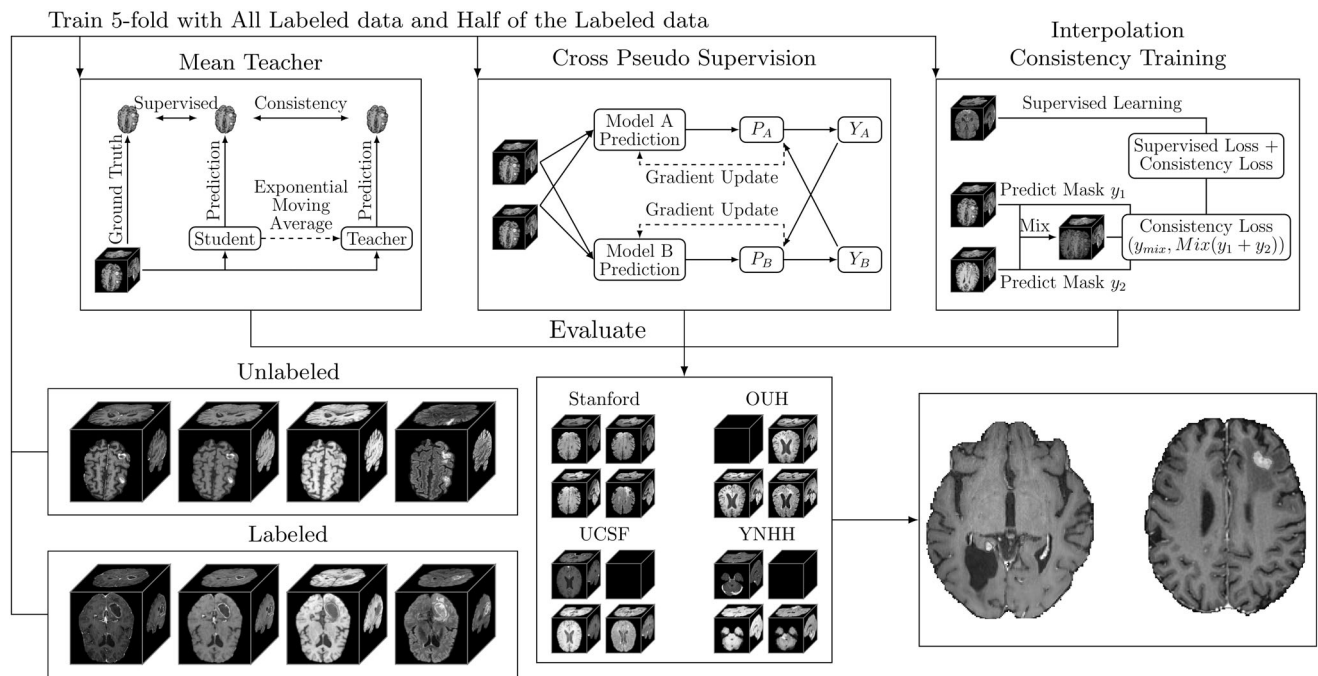 Train 5-fold with All Labeled data and Half of the Labeled data
Mean Teacher
Supervised
Consistency
Ground Truth
Prediction
Exponential
Moving
Average
Prediction
Student
Teacher
Cross Pseudo Supervision
Model A
Prediction
P_A
Y_A
Gradient Update
Gradient Update
Model B
Prediction
P_B
Y_B
Interpolation
Consistency Training
Supervised Learning
Supervised Loss +
Consistency Loss
Predict Mask y_1
Mix
Consistency Loss
(y_{mix}, Mix(y_1 + y_2))
Predict Mask y_2
Evaluate
Unlabeled
Labeled
Stanford
OUH
UCSF
YNHH